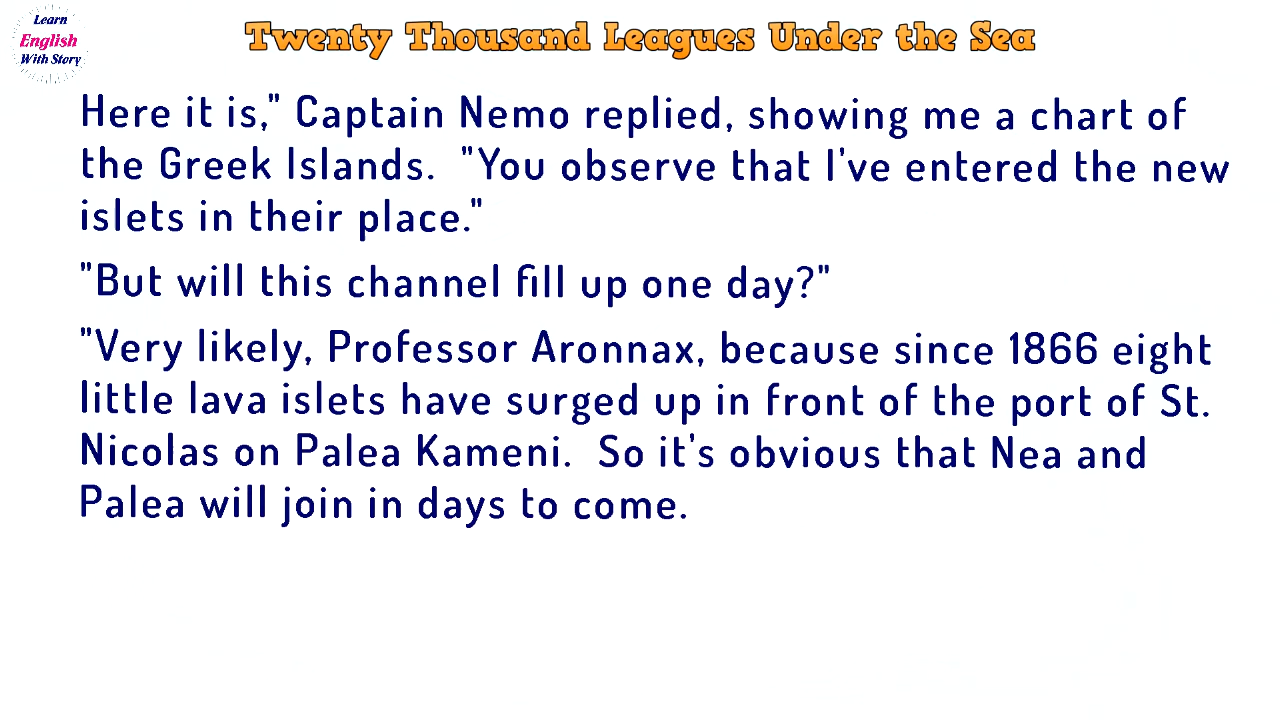 Learn
English
With Story
Twenty Thousand Leagues Under the Sea
Here it is," Captain Nemo replied, showing me a chart of
the Greek Islands.  "You observe that I've entered the new
islets in their place."
"But will this channel fill up one day?"
"Very likely, Professor Aronnax, because since 1866 eight
little lava islets have surged up in front of the port of St.
Nicolas on Palea Kameni.  So it's obvious that Nea and
Palea will join in days to come.